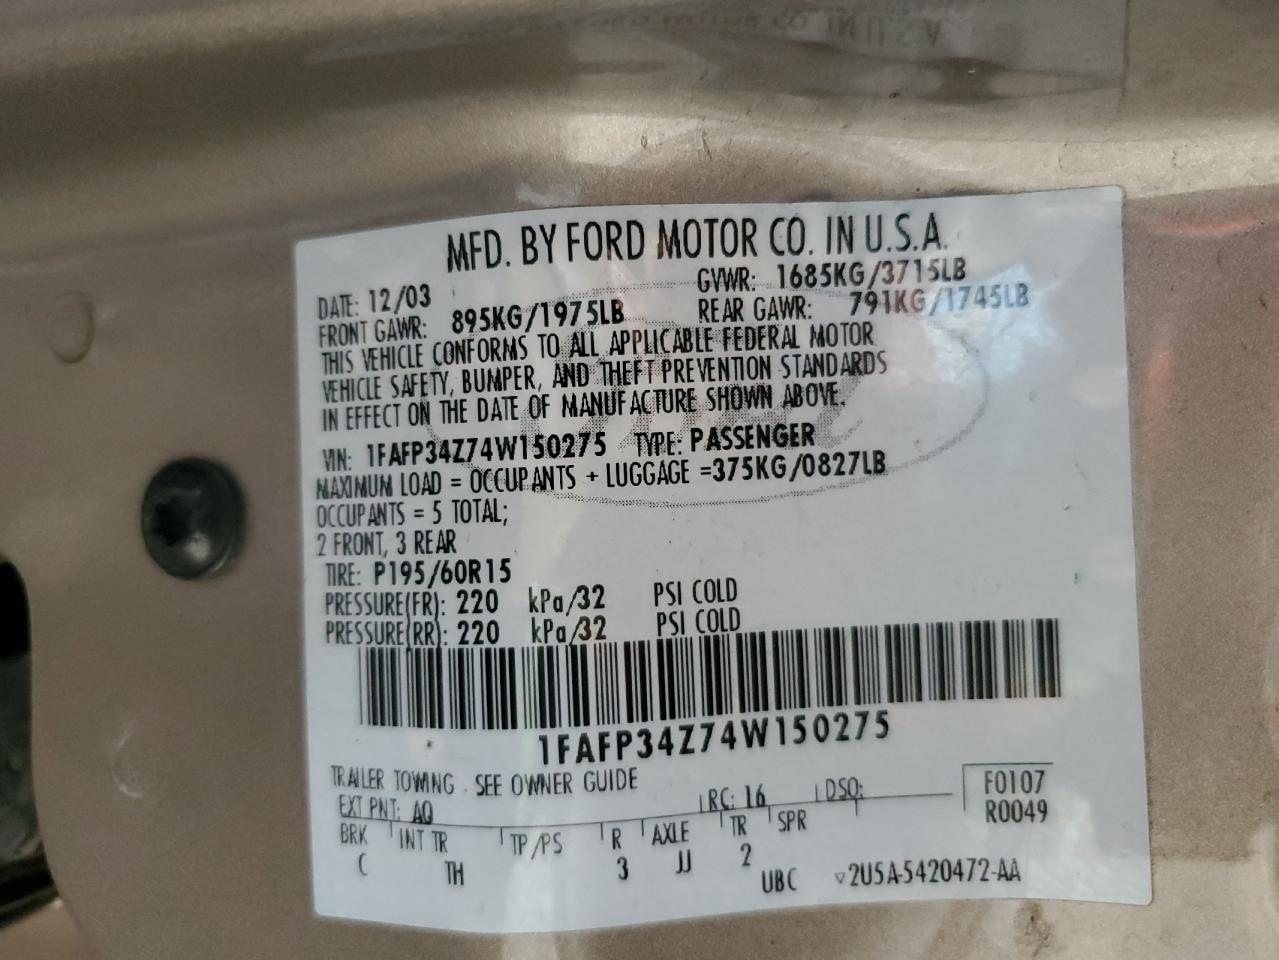 MFD. BY FORD MOTOR CO. IN U.S.A.
DATE: 12/03 GVWR: 1685KG/3715LB
FRONT GAWR: 895KG/1975LB REAR GAWR: 791KG/1745LB
THIS VEHICLE CONFORMS TO ALL APPLICABLE FEDERAL MOTOR
VEHICLE SAFETY, BUMPER, AND THEFT PREVENTION STANDARDS
IN EFFECT ON THE DATE OF MANUFACTURE SHOWN ABOVE.
VIN: 1FAFP34Z74W150275 TYPE: PASSENGER
MAXIMUM LOAD = OCCUPANTS + LUGGAGE =375KG/0827LB
OCCUPANTS = 5 TOTAL;
2 FRONT, 3 REAR
TIRE: P195/60R15
PRESSURE(FR): 220 kPa/32 PSI COLD
PRESSURE(RR): 220 kPa/32 PSI COLD
1FAFP34Z74W150275
TRAILER TOWING - SEE OWNER GUIDE
EXT PNT: AQ RC: 16 DSO: F0107
R0049
BRK INT TR TP/PS R AXLE TR SPR
C TH 3 JJ 2
UBC ▽2U5A-5420472-AA